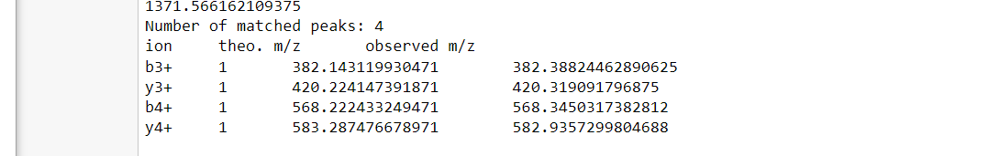 1371.566162109375
Number of matched peaks: 4
ion theo. m/z observed m/z
b3+ 1 382.143119930471 382.38824462890625
y3+ 1 420.224147391871 420.319091796875
b4+ 1 568.222433249471 568.3450317382812
y4+ 1 583.287476678971 582.9357299804688